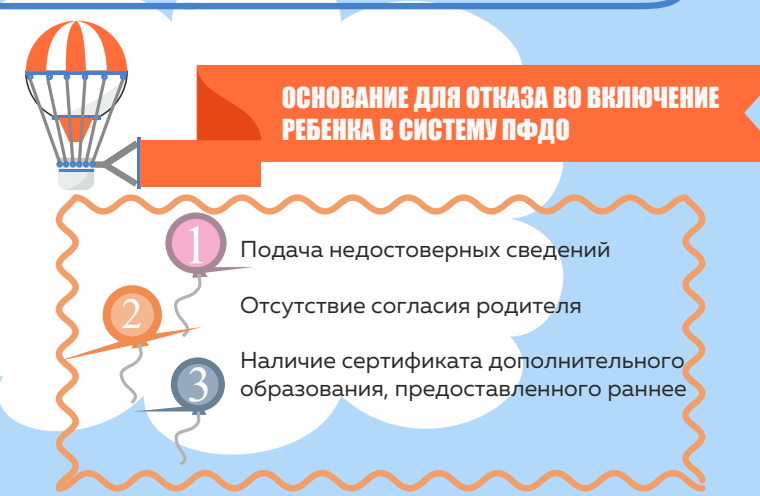 ОСНОВАНИЕ ДЛЯ ОТКАЗА ВО ВКЛЮЧЕНИЕ
РЕБЕНКА В СИСТЕМУ ПФДО
1 Подача недостоверных сведений
2 Отсутствие согласия родителя
3 Наличие сертификата дополнительного
образования, предоставленного раннее